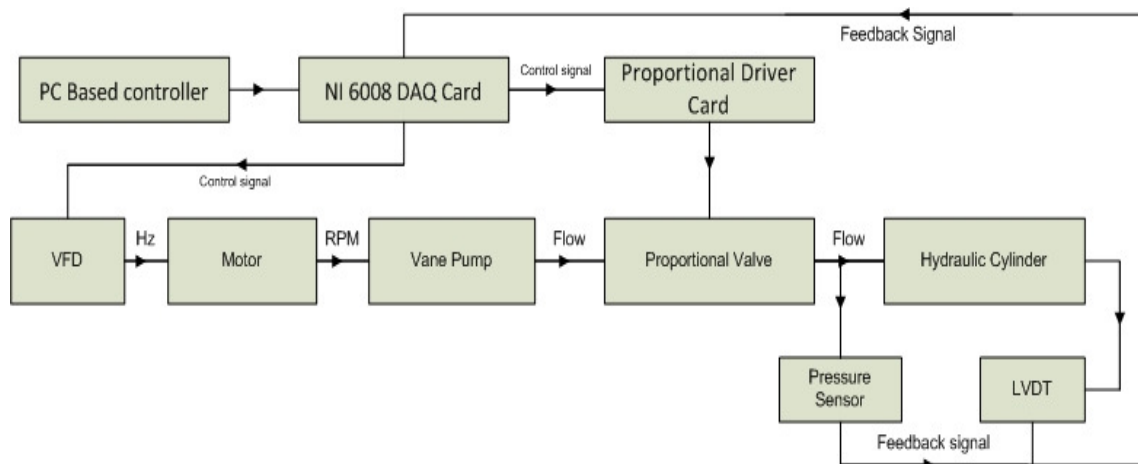 Feedback Signal
PC Based controller
NI 6008 DAQ Card
Control signal
Proportional Driver
Card
Control signal
VFD
Hz
Motor
RPM
Vane Pump
Flow
Proportional Valve
Flow
Hydraulic Cylinder
Pressure
Sensor
LVDT
Feedback signal